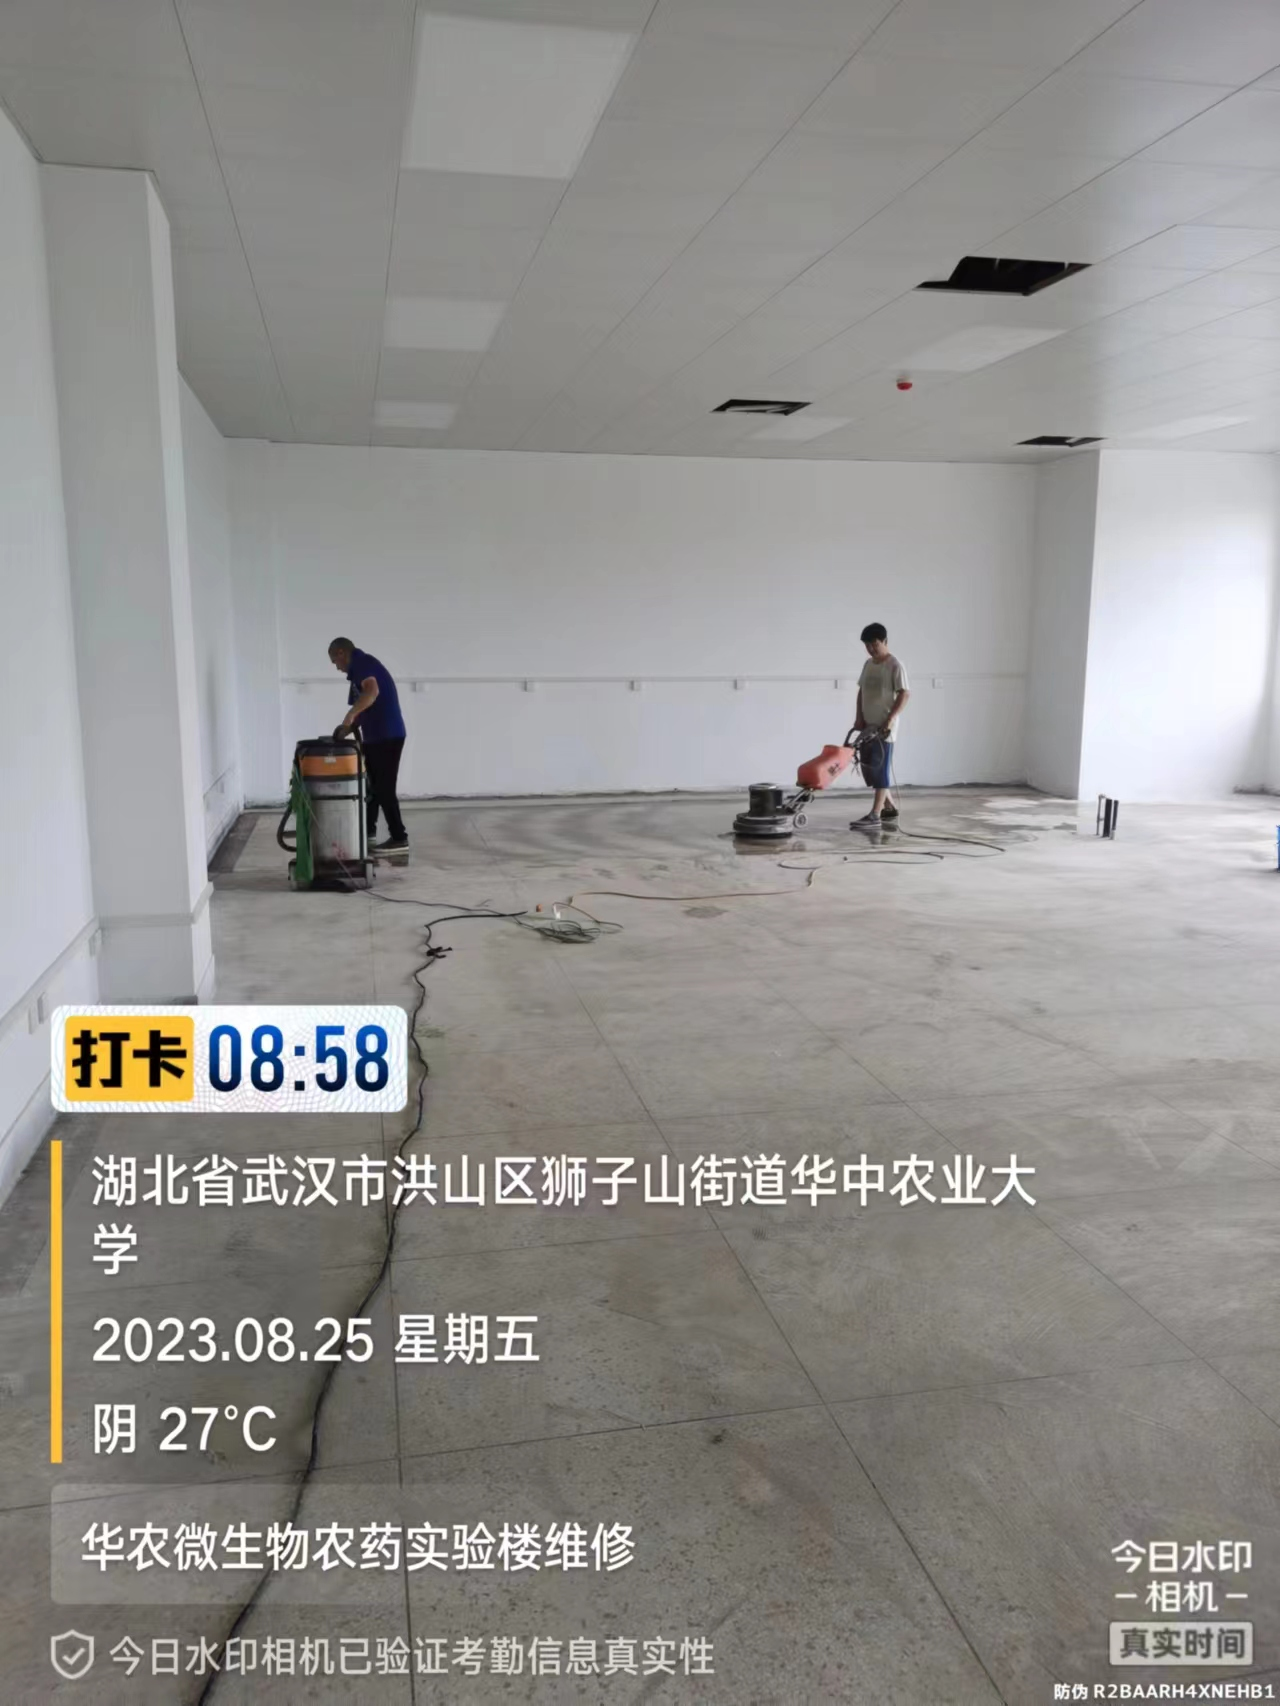 打卡 08:58
湖北省武汉市洪山区狮子山街道华中农业大
学
2023.08.25 星期五
阴 27°C
华农微生物农药实验楼维修
今日水印相机已验证考勤信息真实性
今日水印
-相机-
真实时间
防伪 R2BAARH4XNEHB1